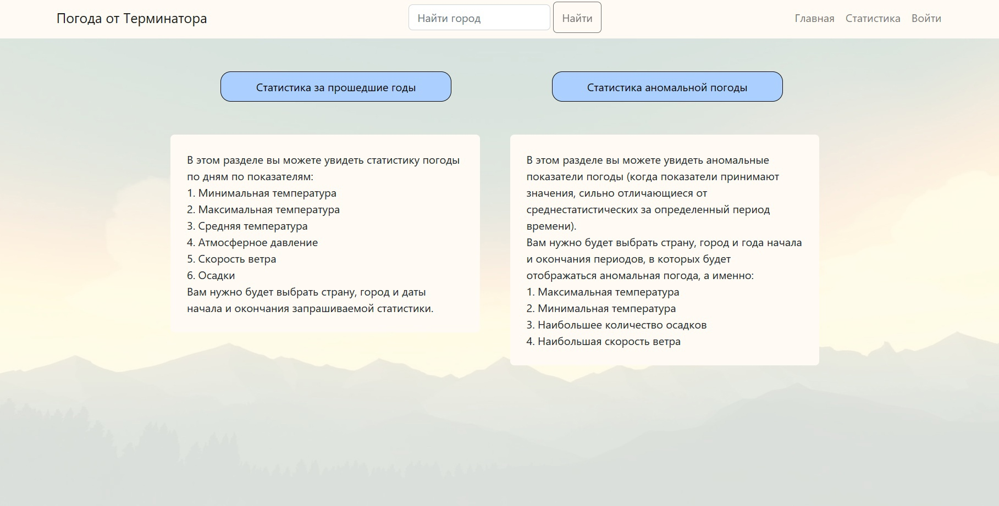 Погода от Терминатора
Найти город
Найти
Главная
Статистика
Войти
Статистика за прошедшие годы
Статистика аномальной погоды
В этом разделе вы можете увидеть статистику погоды
по дням по показателям:
1. Минимальная температура
2. Максимальная температура
3. Средняя температура
4. Атмосферное давление
5. Скорость ветра
6. Осадки
Вам нужно будет выбрать страну, город и даты
начала и окончания запрашиваемой статистики.
В этом разделе вы можете увидеть аномальные
показатели погоды (когда показатели принимают
значения, сильно отличающиеся от
среднестатистических за определенный период
времени).
Вам нужно будет выбрать страну, город и года начала
и окончания периодов, в которых будет
отображаться аномальная погода, а именно:
1. Максимальная температура
2. Минимальная температура
3. Наибольшее количество осадков
4. Наибольшая скорость ветра